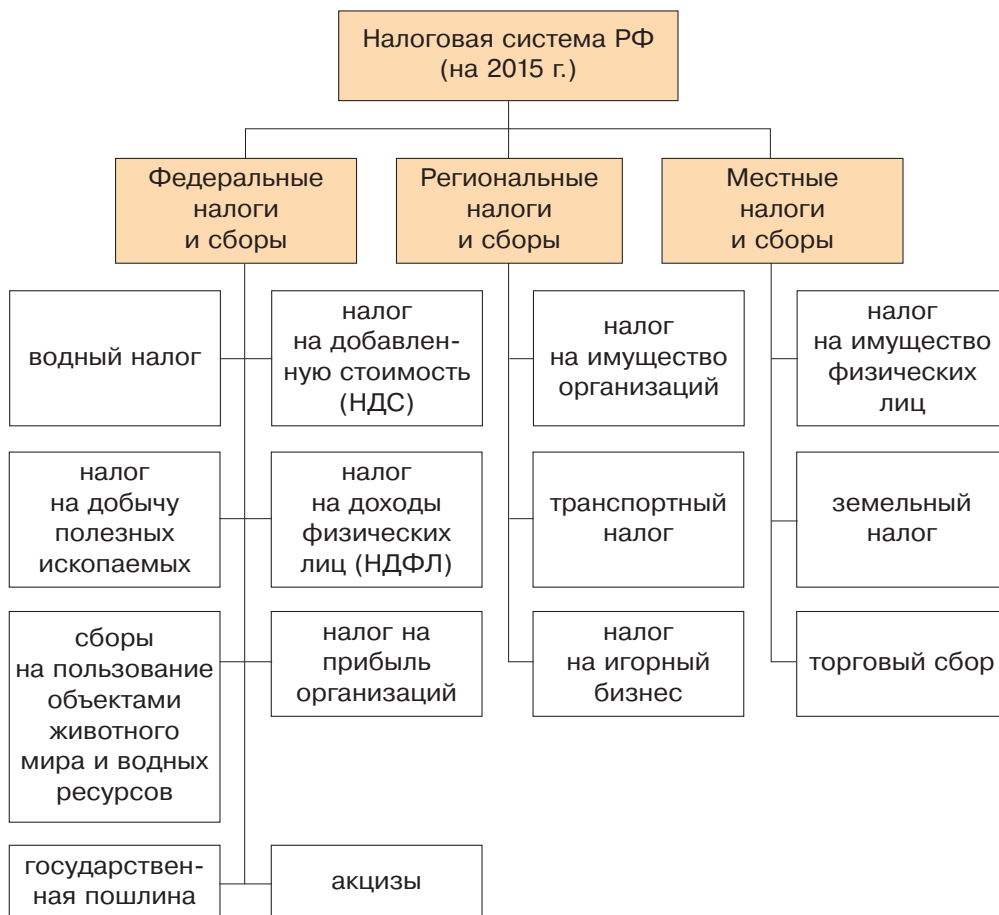 Налоговая система РФ
(на 2015 г.)
Федеральные
налоги
и сборы
Региональные
налоги
и сборы
Местные
налоги
и сборы
водный налог
налог
на добавлен-
ную стоимость
(НДС)
налог
на имущество
организаций
налог
на имущество
физических
лиц
налог
на добычу
полезных
ископаемых
налог
на доходы
физических
лиц (НДФЛ)
транспортный
налог
земельный
налог
сборы
на пользование
объектами
животного
мира и водных
ресурсов
налог на
прибыль
организаций
налог
на игорный
бизнес
торговый сбор
государствен-
ная пошлина
акцизы